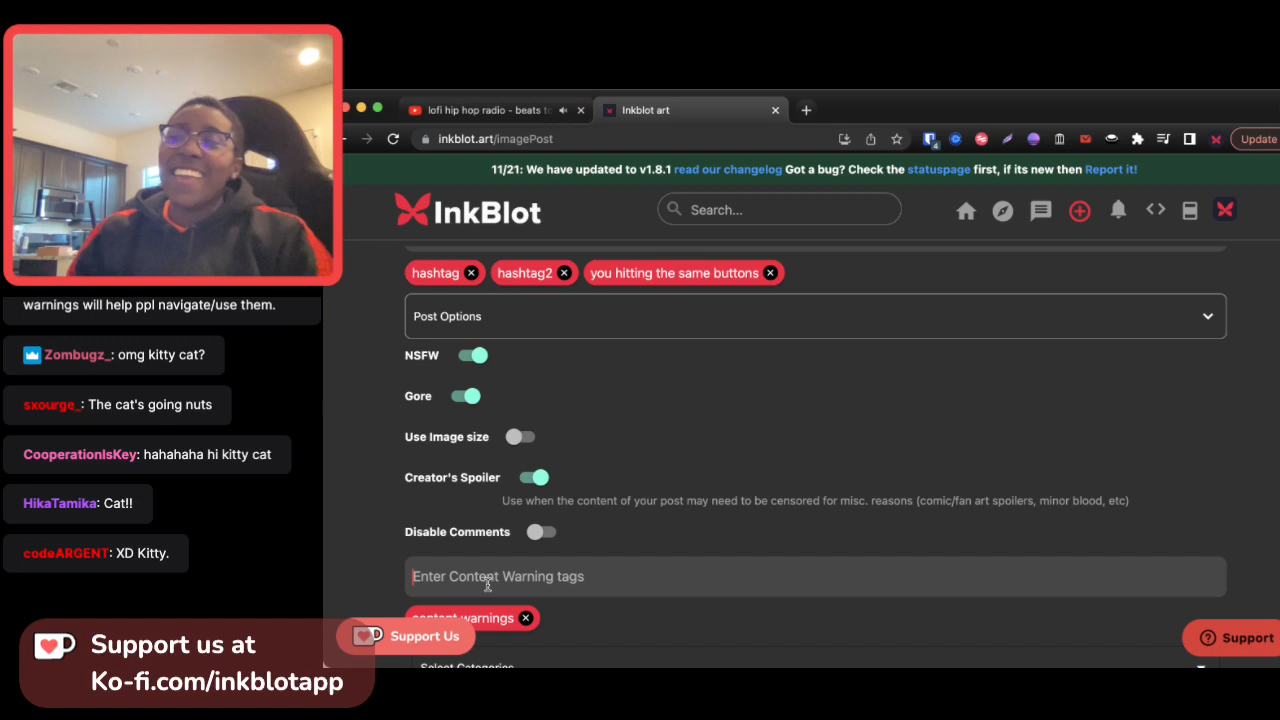 lofi hip hop radio - beats to
Inkblot art
inkblot.art/imagePost
4
Update
11/21: We have updated to v1.8.1 read our changelog Got a bug? Check the statuspage first, if its new then Report it!
InkBlot
Search...
hashtag
hashtag2
you hitting the same buttons
Post Options
NSFW
Gore
Use Image size
Creator's Spoiler
Use when the content of your post may need to be censored for misc. reasons (comic/fan art spoilers, minor blood, etc)
Disable Comments
Enter Content Warning tags
content warnings
Support Us
Support
Select Categories
warnings will help ppl navigate/use them.
Zombugz_: omg kitty cat?
sxourge_: The cat's going nuts
CooperationIsKey: hahahaha hi kitty cat
HikaTamika: Cat!!
codeARGENT: XD Kitty.
Support us at
Ko-fi.com/inkblotapp